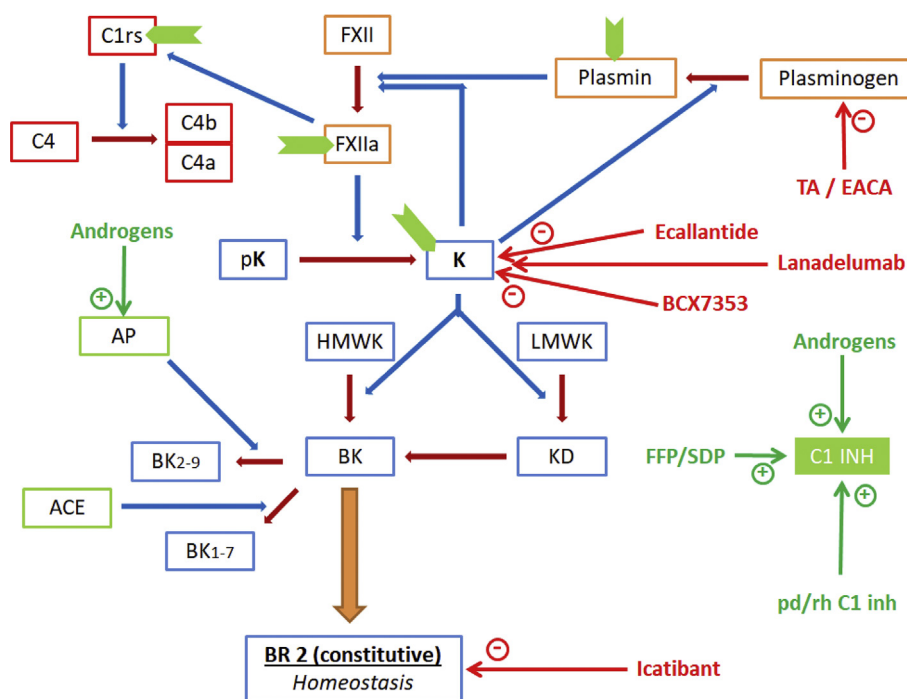 C1rs
FXII
Plasmin
Plasminogen
C4
C4b
C4a
FXIIa
⊖
TA / EACA
Androgens
⊕
pK
K
⊖
Ecallantide
Lanadelumab
⊖
BCX7353
AP
HMWK
LMWK
Androgens
⊕
BK2-9
BK
KD
FFP/SDP
⊕
C1 INH
⊕
ACE
BK1-7
pd/rh C1 inh
BR 2 (constitutive)
Homeostasis
⊖
Icatibant